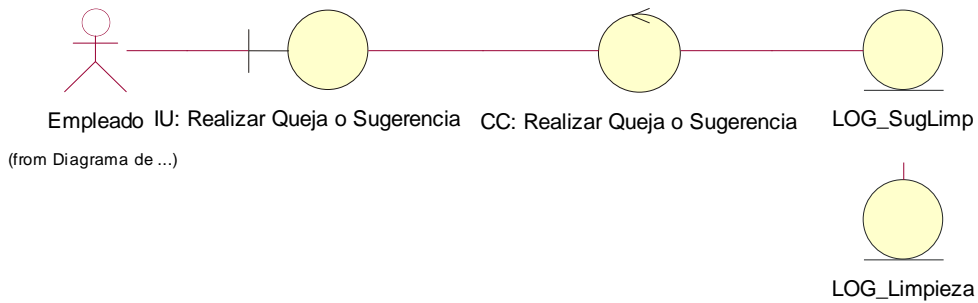 Empleado
IU: Realizar Queja o Sugerencia
CC: Realizar Queja o Sugerencia
LOG_SugLimp
(from Diagrama de ...)
LOG_Limpieza